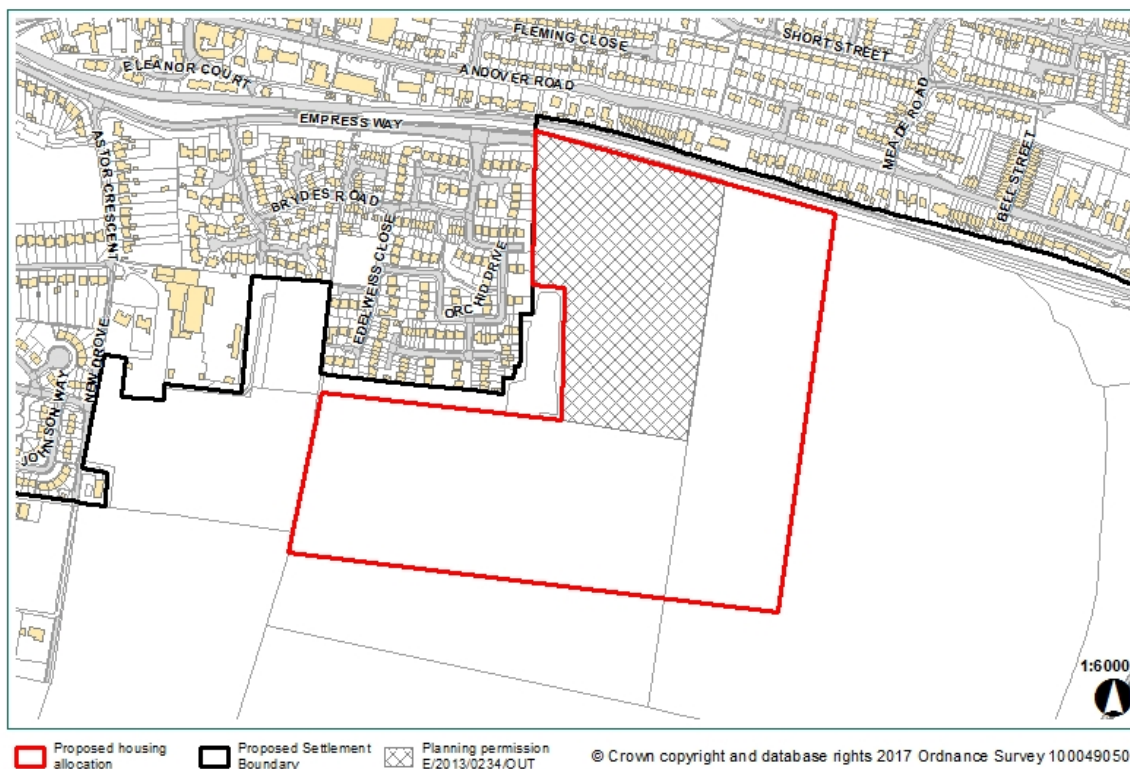 FLEMING CLOSE
SHORT STREET
ELEANOR COURT
ANDOVER ROAD
EMPRESS WAY
MEADE ROAD
BELL STREET
ASTOR CRESCENT
BRYDES ROAD
EDELWEISS CLOSE
ORCHID DRIVE
NEW DROVE
JOHNSON WAY
1:6000
Proposed housing
allocation
Proposed Settlement
Boundary
Planning permission
E/2013/0234/OUT
© Crown copyright and database rights 2017 Ordnance Survey 100049050